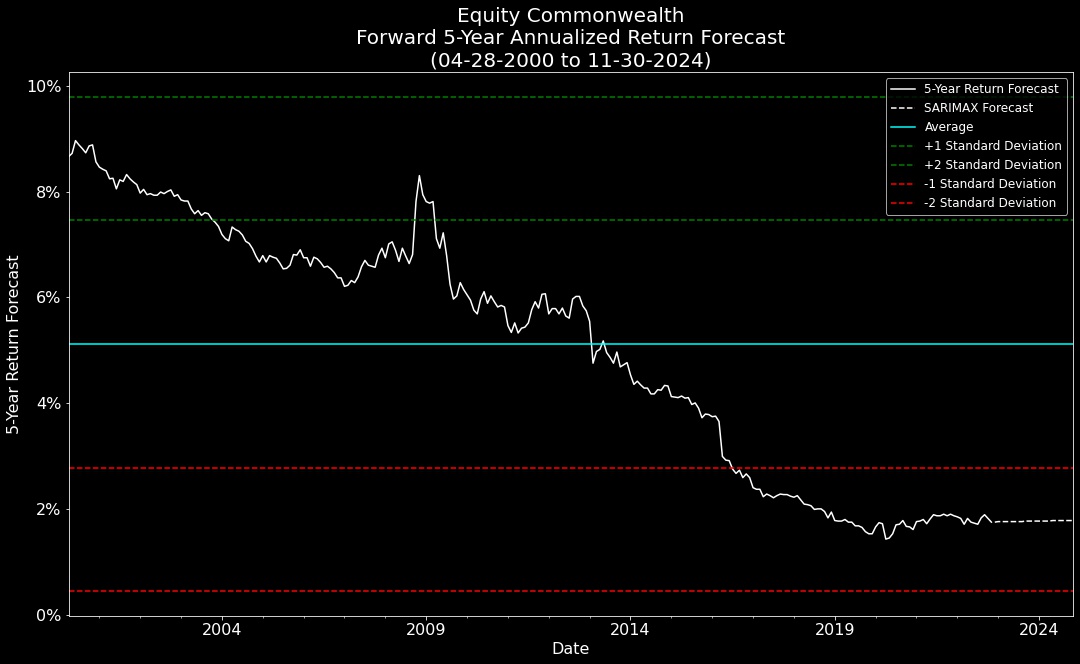 Equity Commonwealth
Forward 5-Year Annualized Return Forecast
(04-28-2000 to 11-30-2024)
10%
8%
6%
4%
2%
0%
5-Year Return Forecast
5-Year Return Forecast
SARIMAX Forecast
Average
+1 Standard Deviation
+2 Standard Deviation
-1 Standard Deviation
-2 Standard Deviation
2004 2009 2014 2019 2024
Date